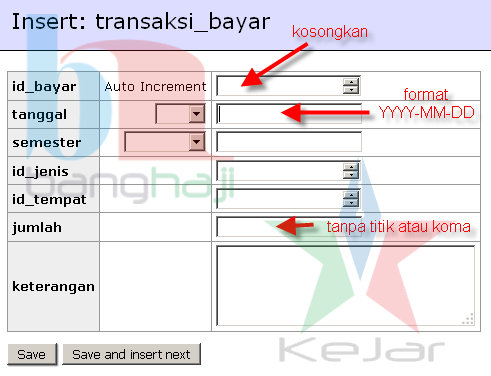 Insert: transaksi_bayar
kosongkan
id_bayar Auto Increment
format
tanggal YYYY-MM-DD
semester
id_jenis
banghaji
id_tempat
jumlah tanpa titik atau koma
keterangan
Save Save and insert next
KeJar